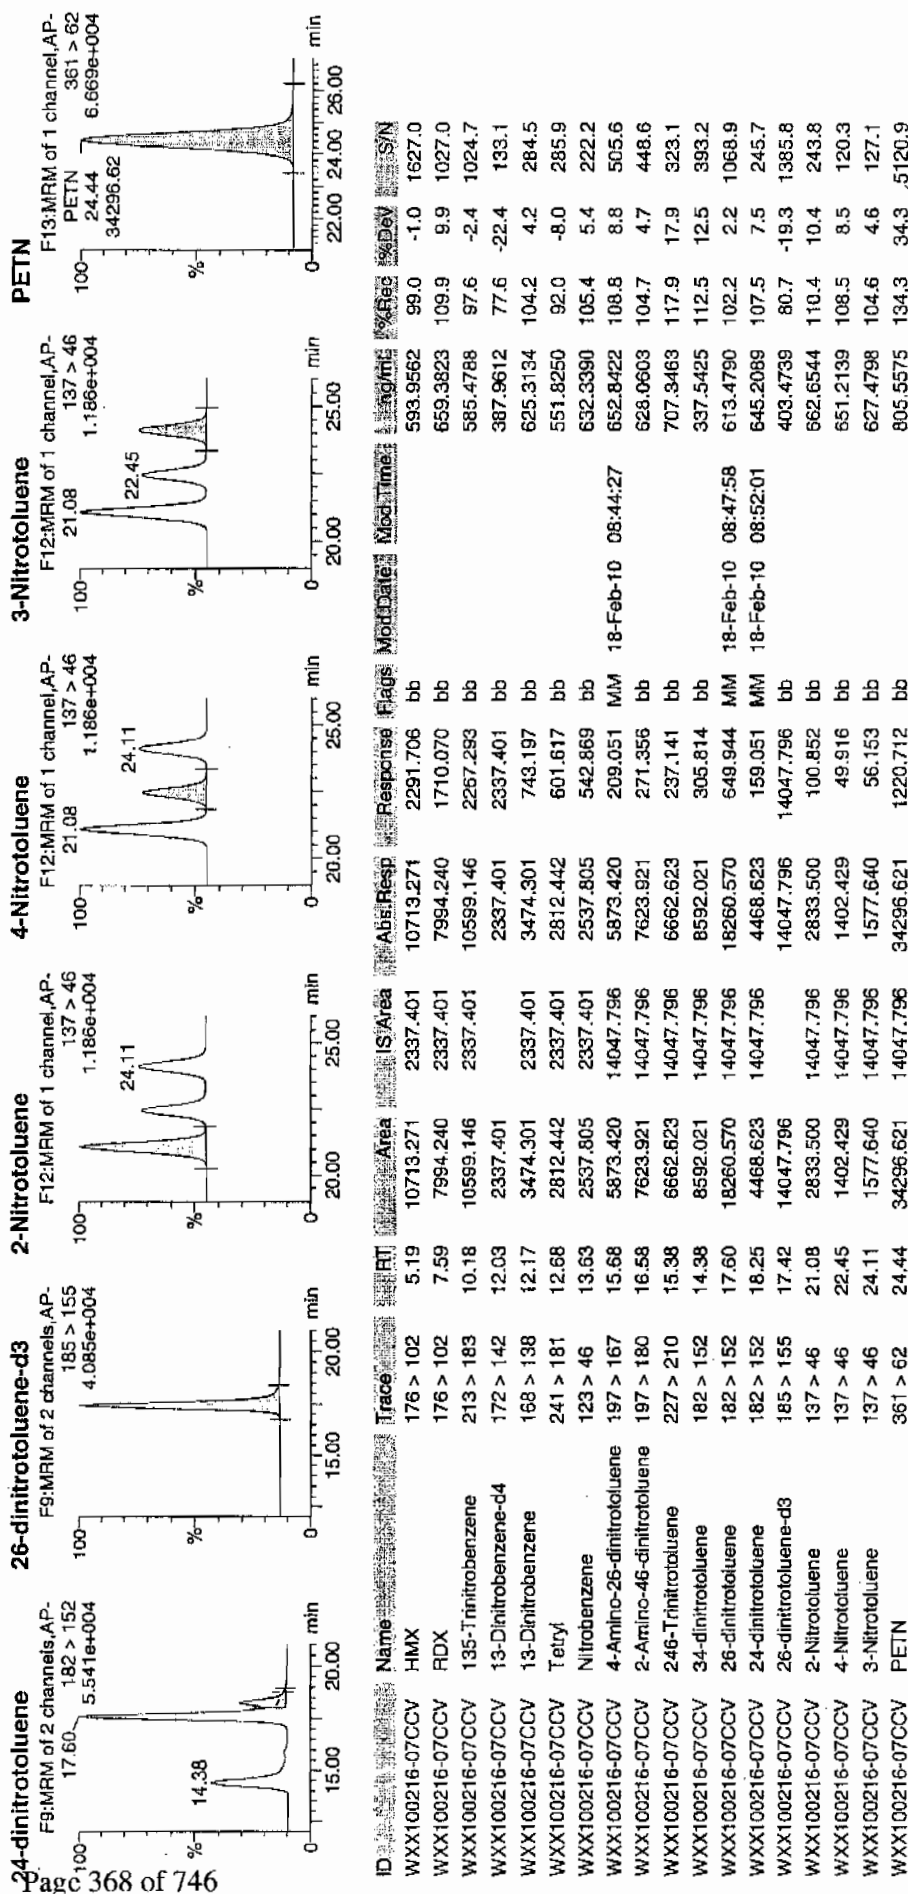 24-dinitrotoluene
F9:MRM of 2 channels,AP-
182 > 152
5.541e+004
17.60
14.38
100
%
0
15.00
20.00
min
26-dinitrotoluene-d3
F9:MRM of 2 channels,AP-
185 > 155
4.085e+004
100
%
0
15.00
20.00
min
2-Nitrotoluene
F12:MRM of 1 channel,AP-
137 > 46
1.186e+004
24.11
100
%
0
20.00
25.00
min
4-Nitrotoluene
F12:MRM of 1 channel,AP-
21.08
137 > 46
1.186e+004
24.11
100
%
0
20.00
25.00
min
3-Nitrotoluene
F12:MRM of 1 channel,AP-
21.08
137 > 46
1.186e+004
22.45
100
%
0
20.00
25.00
min
PETN
F13:MRM of 1 channel,AP-
PETN
24.44
34296.62
361 > 62
6.669e+004
100
%
0
22.00
24.00
26.00
min
ID Name Trace RT Area IS Area Abs.Resp Response Flags Mod.Date Mod.Time ng/mL %Rec %Dev S/N
WXX100216-07CCV HMX 176 > 102 5.19 10713.271 2337.401 10713.271 2291.706 bb 593.9562 99.0 -1.0 1627.0
WXX100216-07CCV RDX 176 > 102 7.59 7994.240 2337.401 7994.240 1710.070 bb 659.3823 109.9 9.9 1027.0
WXX100216-07CCV 135-Trinitrobenzene 213 > 183 10.18 10599.146 2337.401 10599.146 2267.293 bb 585.4788 97.6 -2.4 1024.7
WXX100216-07CCV 13-Dinitrobenzene-d4 172 > 142 12.03 2337.401 2337.401 2337.401 bb 387.9612 77.6 -22.4 133.1
WXX100216-07CCV 13-Dinitrobenzene 168 > 138 12.17 3474.301 2337.401 3474.301 743.197 bb 625.3134 104.2 4.2 284.5
WXX100216-07CCV Tetryl 241 > 181 12.68 2812.442 2337.401 2812.442 601.617 bb 551.8250 92.0 -8.0 285.9
WXX100216-07CCV Nitrobenzene 123 > 46 13.63 2537.805 2337.401 2537.805 542.869 bb 632.3390 105.4 5.4 222.2
WXX100216-07CCV 4-Amino-26-dinitrotoluene 197 > 167 15.68 5873.420 14047.796 5873.420 209.051 MM 18-Feb-10 08:44:27 652.8422 108.8 8.8 505.6
WXX100216-07CCV 2-Amino-46-dinitrotoluene 197 > 180 16.58 7623.921 14047.796 7623.921 271.356 bb 628.0603 104.7 4.7 448.6
WXX100216-07CCV 246-Trinitrotoluene 227 > 210 15.38 6662.623 14047.796 6662.623 237.141 bb 707.3463 117.9 17.9 323.1
WXX100216-07CCV 34-dinitrotoluene 182 > 152 14.38 8592.021 14047.796 8592.021 305.814 bb 337.5425 112.5 12.5 393.2
WXX100216-07CCV 26-dinitrotoluene 182 > 152 17.60 18260.570 14047.796 18260.570 649.944 MM 18-Feb-10 08:47:58 613.4790 102.2 2.2 1068.9
WXX100216-07CCV 24-dinitrotoluene 182 > 152 18.25 4468.623 14047.796 4468.623 159.051 MM 18-Feb-10 08:52:01 645.2089 107.5 7.5 245.7
WXX100216-07CCV 26-dinitrotoluene-d3 185 > 155 17.42 14047.796 14047.796 14047.796 bb 403.4739 80.7 -19.3 1385.8
WXX100216-07CCV 2-Nitrotoluene 137 > 46 21.08 2833.500 14047.796 2833.500 100.852 bb 662.6544 110.4 10.4 243.8
WXX100216-07CCV 4-Nitrotoluene 137 > 46 22.45 1402.429 14047.796 1402.429 49.916 bb 651.2139 108.5 8.5 120.3
WXX100216-07CCV 3-Nitrotoluene 137 > 46 24.11 1577.640 14047.796 1577.640 56.153 bb 627.4798 104.6 4.6 127.1
WXX100216-07CCV PETN 361 > 62 24.44 34296.621 14047.796 34296.621 1220.712 bb 805.5575 134.3 34.3 5120.9
Page 368 of 746